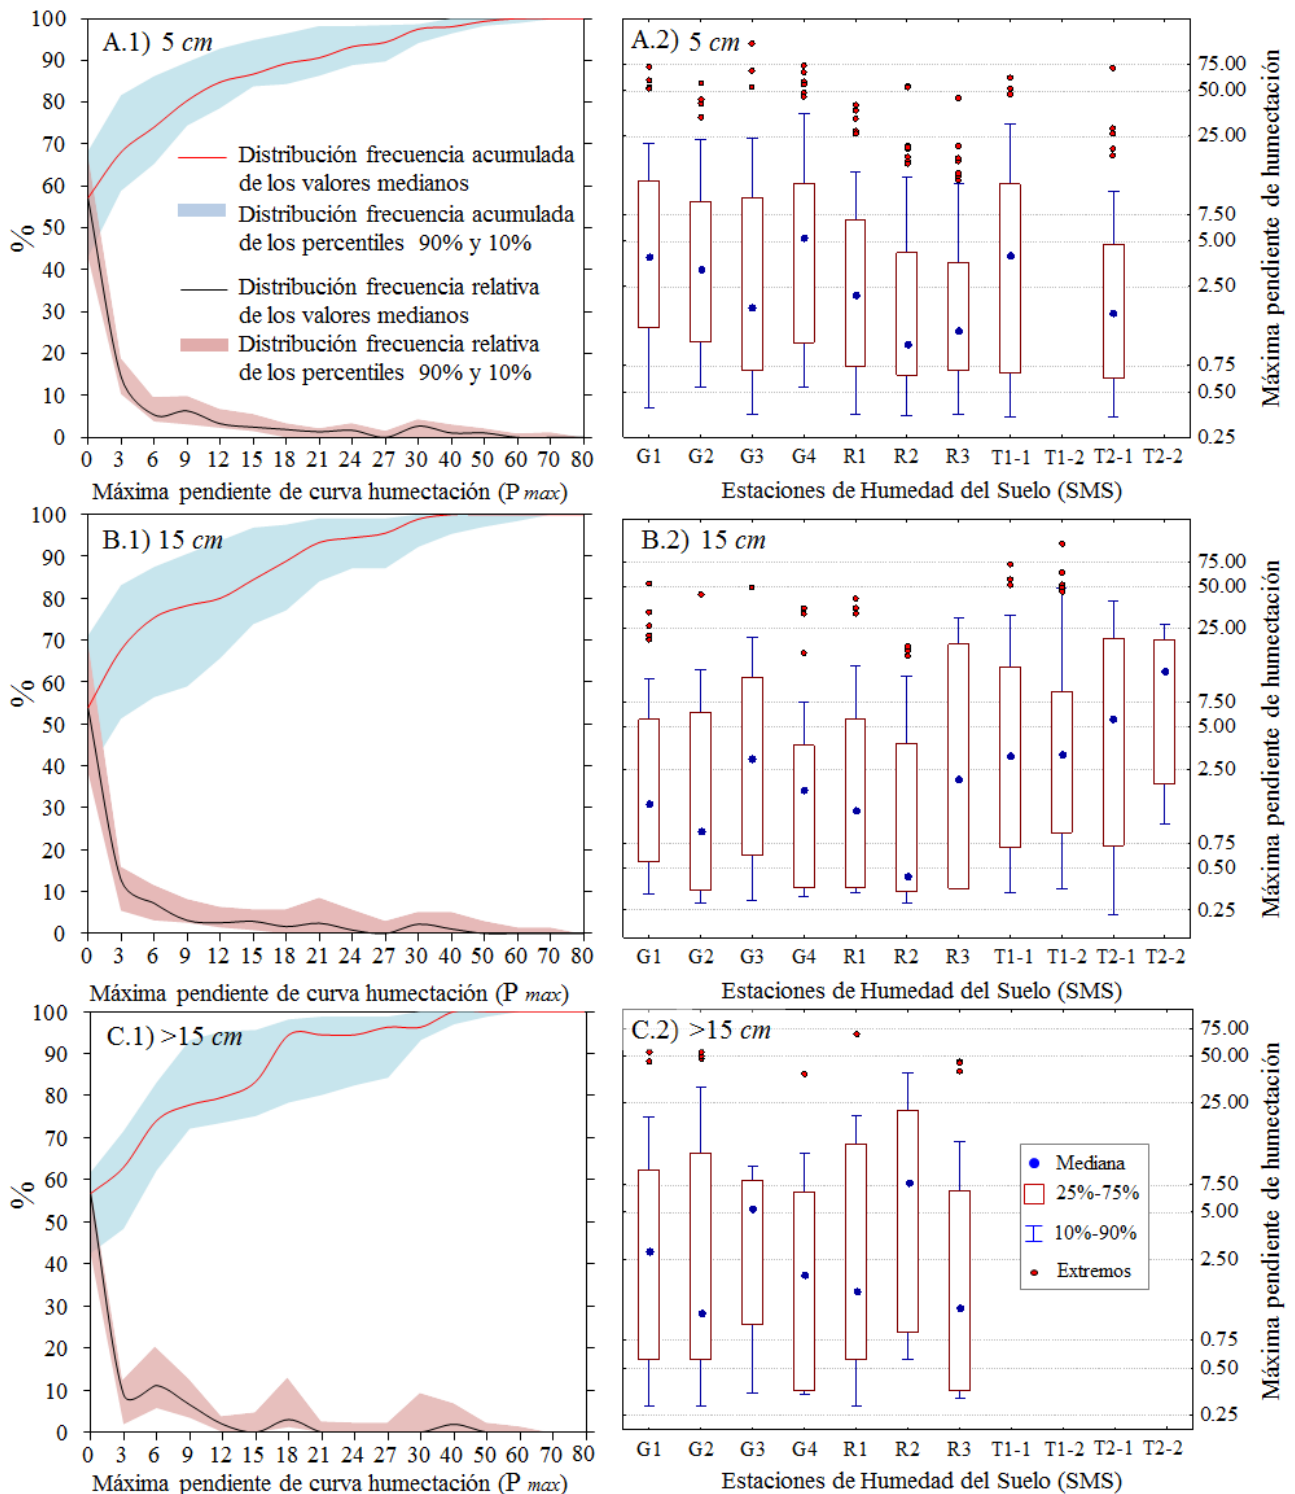 A.1) 5 cm
100
90
80
70
60
50
40
30
20
10
0
%
Distribución frecuencia acumulada
de los valores medianos
Distribución frecuencia acumulada
de los percentiles 90% y 10%
Distribución frecuencia relativa
de los valores medianos
Distribución frecuencia relativa
de los percentiles 90% y 10%
0 3 6 9 12 15 18 21 24 27 30 40 50 60 70 80
Máxima pendiente de curva humectación (P max)
A.2) 5 cm
75.00
50.00
25.00
7.50
5.00
2.50
0.75
0.50
0.25
Máxima pendiente de humectación
G1 G2 G3 G4 R1 R2 R3 T1-1 T1-2 T2-1 T2-2
Estaciones de Humedad del Suelo (SMS)
B.1) 15 cm
100
90
80
70
60
50
40
30
20
10
0
%
0 3 6 9 12 15 18 21 24 27 30 40 50 60 70 80
Máxima pendiente de curva humectación (P max)
B.2) 15 cm
75.00
50.00
25.00
7.50
5.00
2.50
0.75
0.50
0.25
Máxima pendiente de humectación
G1 G2 G3 G4 R1 R2 R3 T1-1 T1-2 T2-1 T2-2
Estaciones de Humedad del Suelo (SMS)
C.1) >15 cm
100
90
80
70
60
50
40
30
20
10
0
%
0 3 6 9 12 15 18 21 24 27 30 40 50 60 70 80
Máxima pendiente de curva humectación (P max)
C.2) >15 cm
75.00
50.00
25.00
7.50
5.00
2.50
0.75
0.50
0.25
Máxima pendiente de humectación
Mediana
25%-75%
10%-90%
Extremos
G1 G2 G3 G4 R1 R2 R3 T1-1 T1-2 T2-1 T2-2
Estaciones de Humedad del Suelo (SMS)